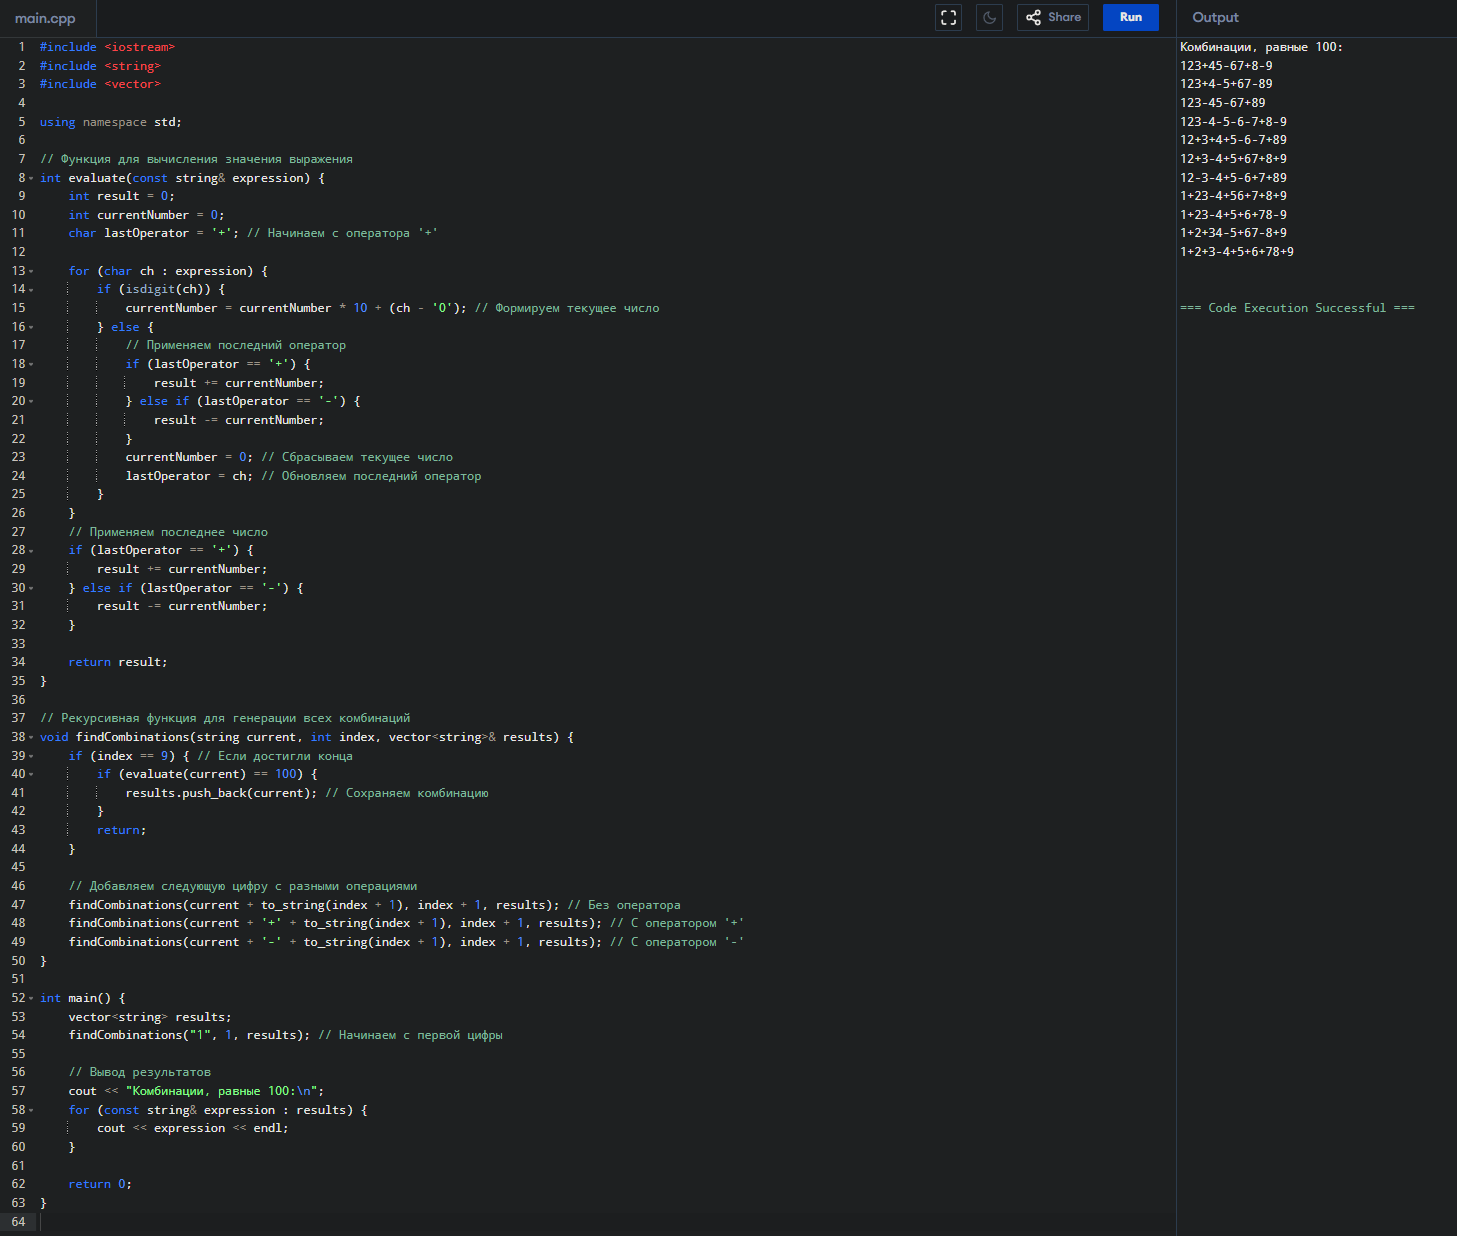 main.cpp
Share
Run
Output
1 #include <iostream>
2 #include <string>
3 #include <vector>
4
5 using namespace std;
6
7 // Функция для вычисления значения выражения
8 int evaluate(const string& expression) {
9     int result = 0;
10     int currentNumber = 0;
11     char lastOperator = '+'; // Начинаем с оператора '+'
12
13     for (char ch : expression) {
14         if (isdigit(ch)) {
15             currentNumber = currentNumber * 10 + (ch - '0'); // Формируем текущее число
16         } else {
17             // Применяем последний оператор
18             if (lastOperator == '+') {
19                 result += currentNumber;
20             } else if (lastOperator == '-') {
21                 result -= currentNumber;
22             }
23             currentNumber = 0; // Сбрасываем текущее число
24             lastOperator = ch; // Обновляем последний оператор
25         }
26     }
27     // Применяем последнее число
28     if (lastOperator == '+') {
29         result += currentNumber;
30     } else if (lastOperator == '-') {
31         result -= currentNumber;
32     }
33
34     return result;
35 }
36
37 // Рекурсивная функция для генерации всех комбинаций
38 void findCombinations(string current, int index, vector<string>& results) {
39     if (index == 9) { // Если достигли конца
40         if (evaluate(current) == 100) {
41             results.push_back(current); // Сохраняем комбинацию
42         }
43         return;
44     }
45
46     // Добавляем следующую цифру с разными операциями
47     findCombinations(current + to_string(index + 1), index + 1, results); // Без оператора
48     findCombinations(current + '+' + to_string(index + 1), index + 1, results); // С оператором '+'
49     findCombinations(current + '-' + to_string(index + 1), index + 1, results); // С оператором '-'
50 }
51
52 int main() {
53     vector<string> results;
54     findCombinations("1", 1, results); // Начинаем с первой цифры
55
56     // Вывод результатов
57     cout << "Комбинации, равные 100:\n";
58     for (const string& expression : results) {
59         cout << expression << endl;
60     }
61
62     return 0;
63 }
64
Комбинации, равные 100:
123+45-67+8-9
123+4-5+67-89
123-45-67+89
123-4-5-6-7+8-9
12+3+4+5-6-7+89
12+3-4+5+67+8+9
12-3-4+5-6+7+89
1+23-4+56+7+8+9
1+23-4+5+6+78-9
1+2+34-5+67-8+9
1+2+3-4+5+6+78+9
=== Code Execution Successful ===